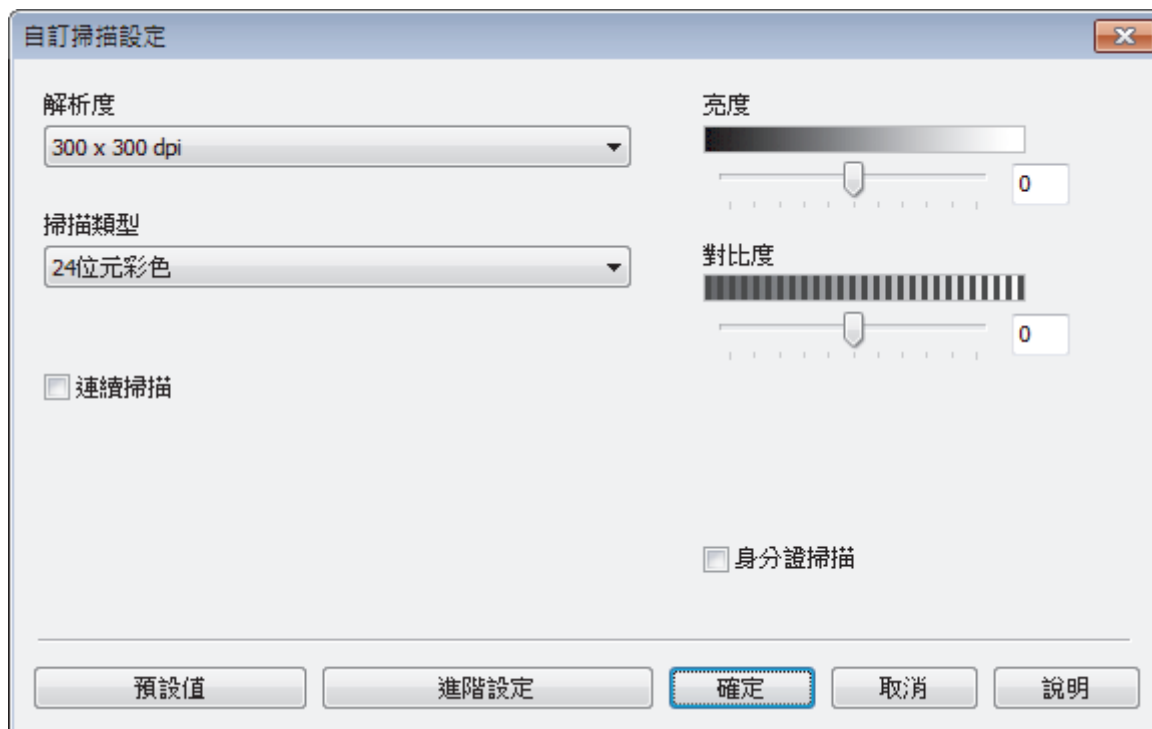 自訂掃描設定
解析度
300 x 300 dpi
掃描類型
24位元彩色
連續掃描
亮度
0
對比度
0
身分證掃描
預設值
進階設定
確定
取消
說明